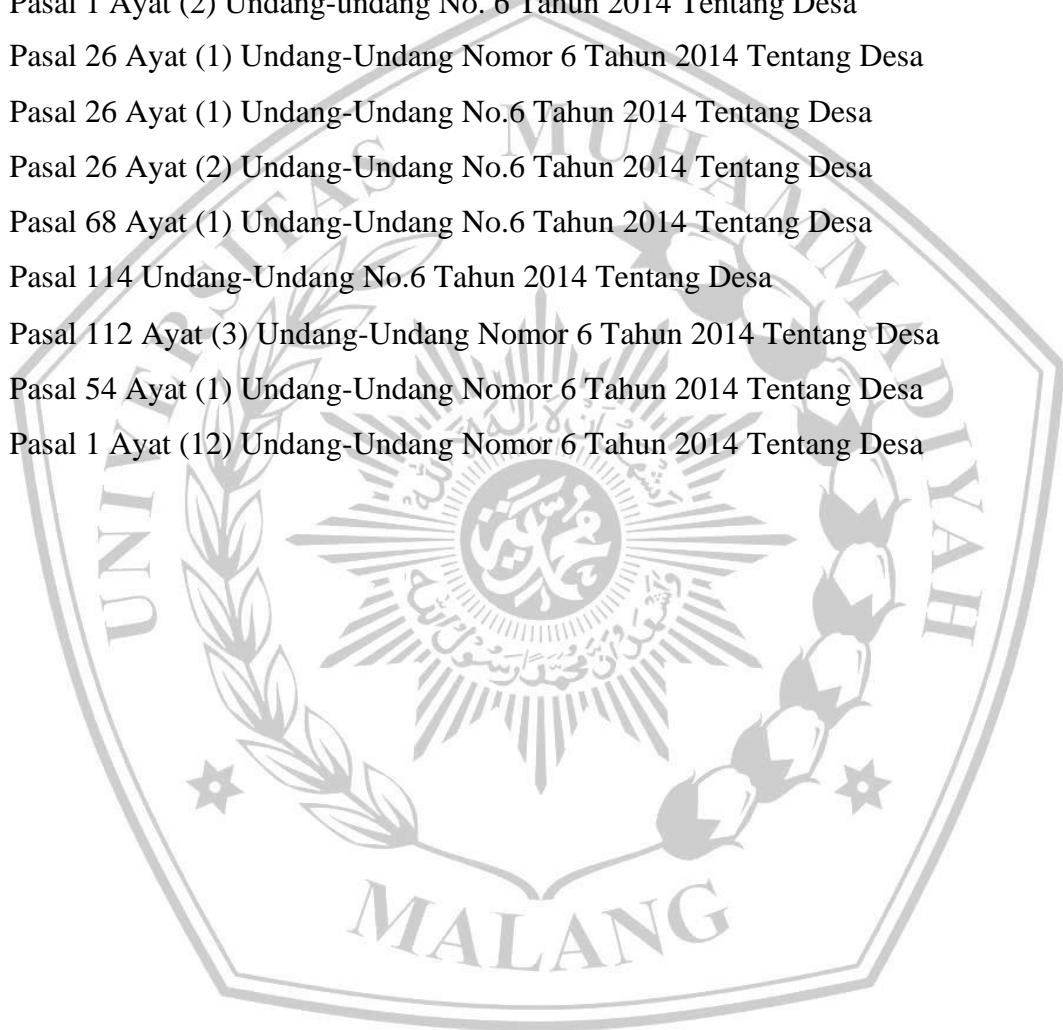 Pasal 1 Ayat (2) Undang-undang No. 6 Tahun 2014 Tentang Desa
Pasal 26 Ayat (1) Undang-Undang Nomor 6 Tahun 2014 Tentang Desa
Pasal 26 Ayat (1) Undang-Undang No.6 Tahun 2014 Tentang Desa
Pasal 26 Ayat (2) Undang-Undang No.6 Tahun 2014 Tentang Desa
Pasal 68 Ayat (1) Undang-Undang No.6 Tahun 2014 Tentang Desa
Pasal 114 Undang-Undang No.6 Tahun 2014 Tentang Desa
Pasal 112 Ayat (3) Undang-Undang Nomor 6 Tahun 2014 Tentang Desa
Pasal 54 Ayat (1) Undang-Undang Nomor 6 Tahun 2014 Tentang Desa
Pasal 1 Ayat (12) Undang-Undang Nomor 6 Tahun 2014 Tentang Desa
UNIVERSITAS MUHAMMADIYAH
MALANG